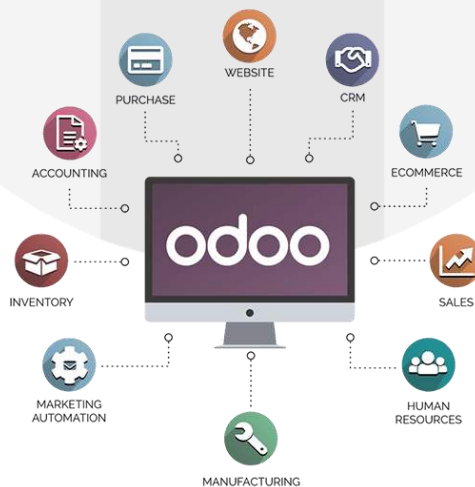 WEBSITE
PURCHASE
CRM
ACCOUNTING
ECOMMERCE
odoo
INVENTORY
SALES
MARKETING
AUTOMATION
HUMAN
RESOURCES
MANUFACTURING